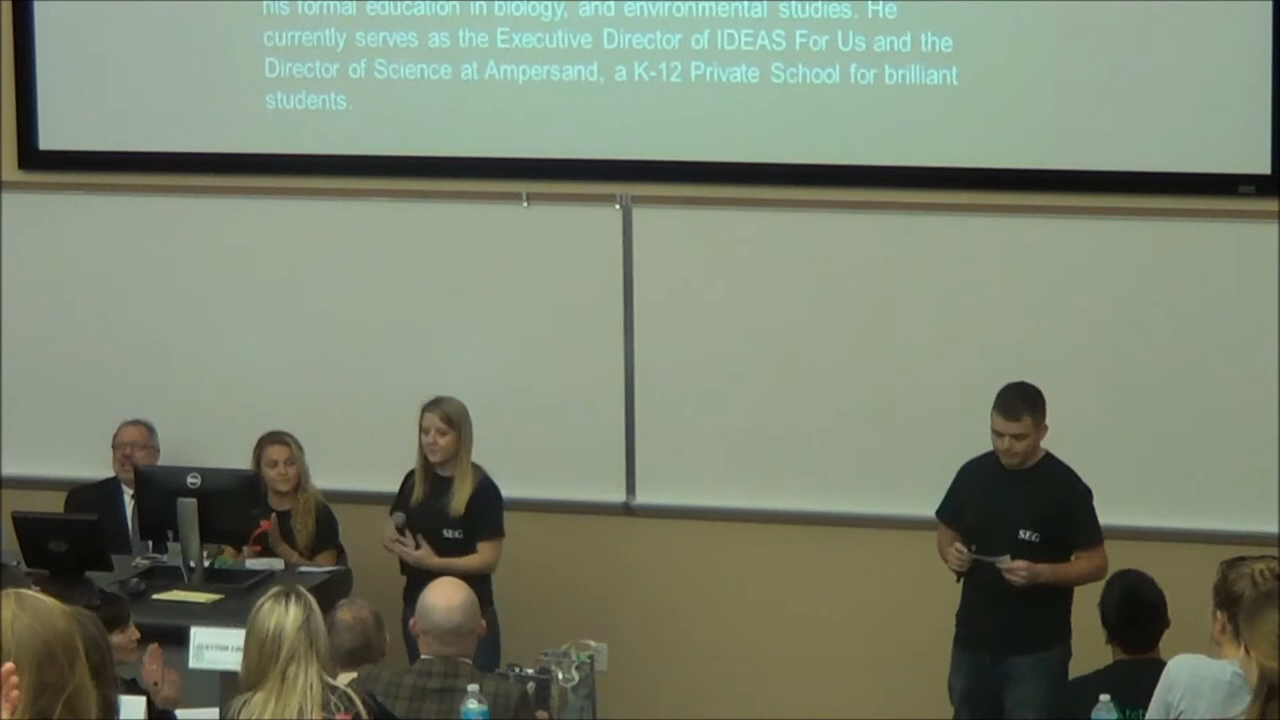 his formal education in biology, and environmental studies. He
currently serves as the Executive Director of IDEAS For Us and the
Director of Science at Ampersand, a K-12 Private School for brilliant
students.
DELL
SEG
SEG